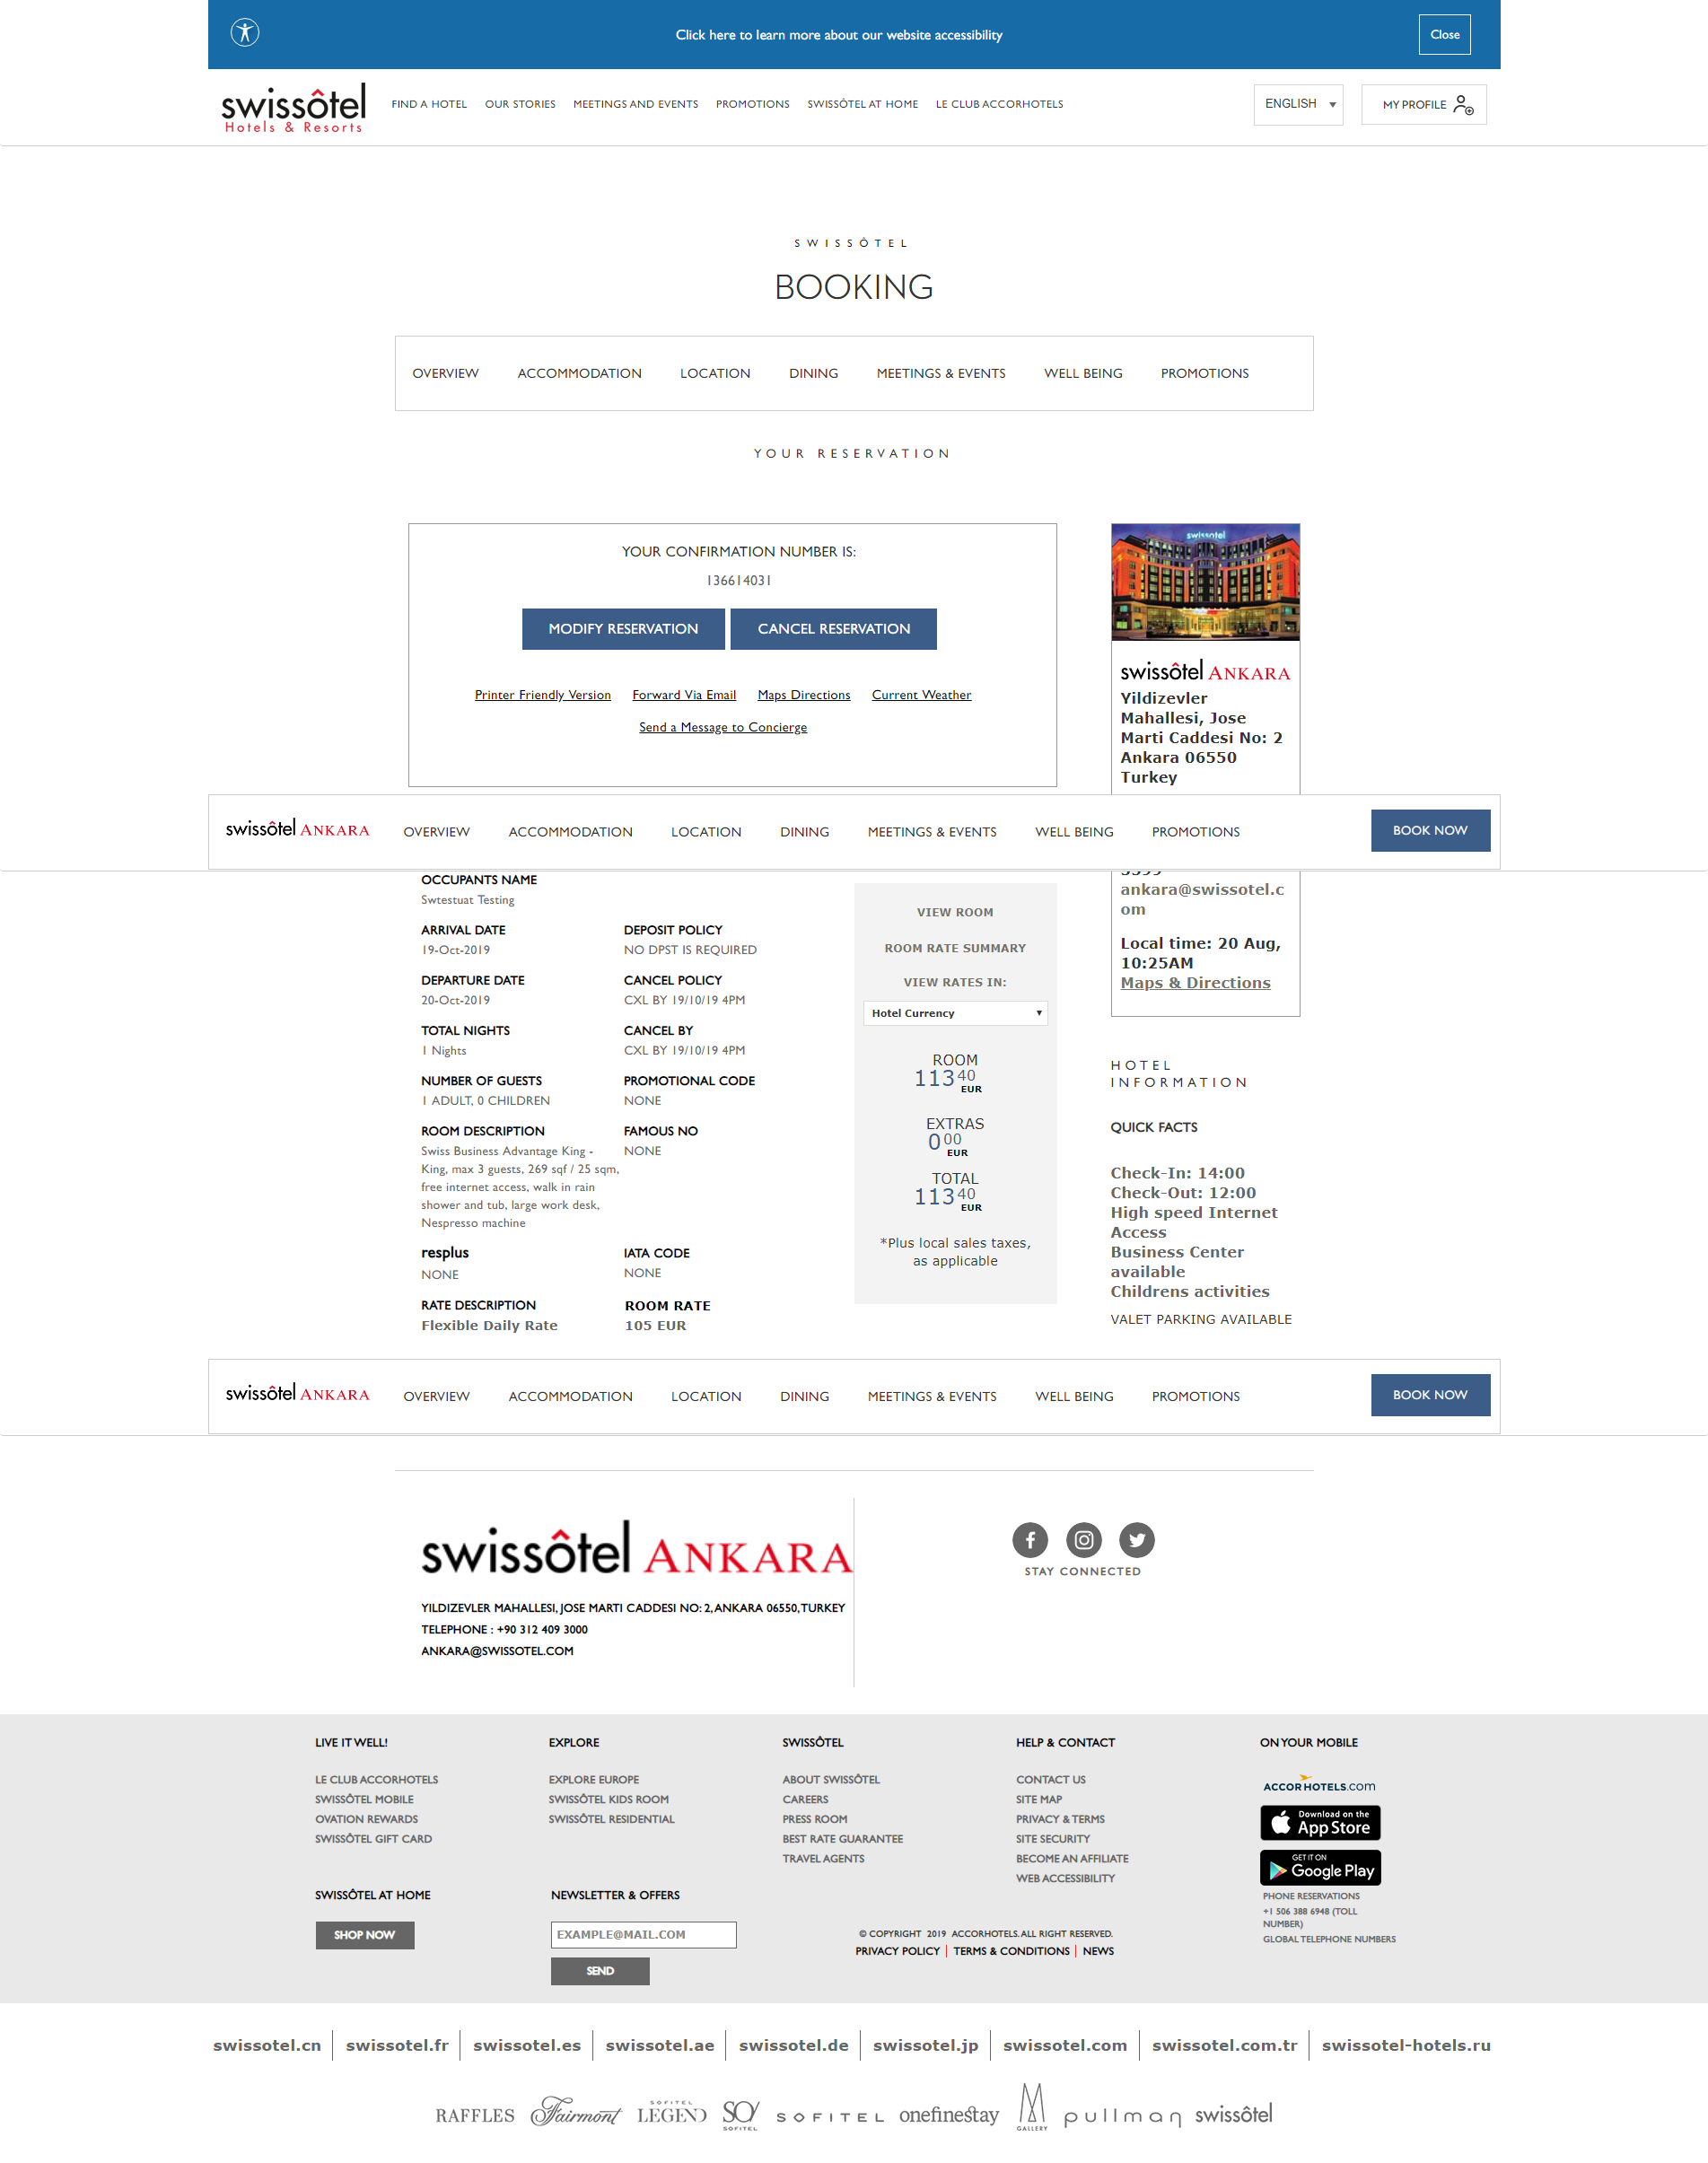 Click here to learn more about our website accessibility
Close
swissôtel
Hotels & Resorts
FIND A HOTEL
OUR STORIES
MEETINGS AND EVENTS
PROMOTIONS
SWISSÔTEL AT HOME
LE CLUB ACCORHOTELS
ENGLISH
MY PROFILE
SWISSÔTEL
BOOKING
OVERVIEW
ACCOMMODATION
LOCATION
DINING
MEETINGS & EVENTS
WELL BEING
PROMOTIONS
YOUR RESERVATION
YOUR CONFIRMATION NUMBER IS:
136614031
MODIFY RESERVATION
CANCEL RESERVATION
Printer Friendly Version
Forward Via Email
Maps Directions
Current Weather
Send a Message to Concierge
swissotel
swissôtel ANKARA
Yildizevler
Mahallesi, Jose
Marti Caddesi No: 2
Ankara 06550
Turkey
swissôtel ANKARA
OVERVIEW
ACCOMMODATION
LOCATION
DINING
MEETINGS & EVENTS
WELL BEING
PROMOTIONS
BOOK NOW
ankara@swissotel.c
om
Local time: 20 Aug,
10:25AM
Maps & Directions
OCCUPANTS NAME
Swtestuat Testing
ARRIVAL DATE
19-Oct-2019
DEPOSIT POLICY
NO DPST IS REQUIRED
DEPARTURE DATE
20-Oct-2019
CANCEL POLICY
CXL BY 19/10/19 4PM
TOTAL NIGHTS
1 Nights
CANCEL BY
CXL BY 19/10/19 4PM
NUMBER OF GUESTS
1 ADULT, 0 CHILDREN
PROMOTIONAL CODE
NONE
ROOM DESCRIPTION
Swiss Business Advantage King -
King, max 3 guests, 269 sqf / 25 sqm,
free internet access, walk in rain
shower and tub, large work desk,
Nespresso machine
FAMOUS NO
NONE
resplus
NONE
IATA CODE
NONE
RATE DESCRIPTION
Flexible Daily Rate
ROOM RATE
105 EUR
VIEW ROOM
ROOM RATE SUMMARY
VIEW RATES IN:
Hotel Currency
ROOM
113 40
EUR
EXTRAS
0 00
EUR
TOTAL
113 40
EUR
*Plus local sales taxes,
as applicable
HOTEL
INFORMATION
QUICK FACTS
Check-In: 14:00
Check-Out: 12:00
High speed Internet
Access
Business Center
available
Childrens activities
VALET PARKING AVAILABLE
swissôtel ANKARA
OVERVIEW
ACCOMMODATION
LOCATION
DINING
MEETINGS & EVENTS
WELL BEING
PROMOTIONS
BOOK NOW
swissôtel ANKARA
YILDIZEVLER MAHALLESI, JOSE MARTI CADDESI NO: 2, ANKARA 06550, TURKEY
TELEPHONE : +90 312 409 3000
ANKARA@SWISSOTEL.COM
STAY CONNECTED
LIVE IT WELL!
LE CLUB ACCORHOTELS
SWISSÔTEL MOBILE
OVATION REWARDS
SWISSÔTEL GIFT CARD
EXPLORE
EXPLORE EUROPE
SWISSÔTEL KIDS ROOM
SWISSÔTEL RESIDENTIAL
SWISSÔTEL
ABOUT SWISSÔTEL
CAREERS
PRESS ROOM
BEST RATE GUARANTEE
TRAVEL AGENTS
HELP & CONTACT
CONTACT US
SITE MAP
PRIVACY & TERMS
SITE SECURITY
BECOME AN AFFILIATE
WEB ACCESSIBILITY
ON YOUR MOBILE
ACCORHOTELS.com
Download on the
App Store
GET IT ON
Google Play
PHONE RESERVATIONS
+1 506 388 6948 (TOLL
NUMBER)
GLOBAL TELEPHONE NUMBERS
SWISSÔTEL AT HOME
SHOP NOW
NEWSLETTER & OFFERS
EXAMPLE@MAIL.COM
SEND
© COPYRIGHT 2019 ACCORHOTELS. ALL RIGHT RESERVED.
PRIVACY POLICY | TERMS & CONDITIONS | NEWS
swissotel.cn
swissotel.fr
swissotel.es
swissotel.ae
swissotel.de
swissotel.jp
swissotel.com
swissotel.com.tr
swissotel-hotels.ru
RAFFLES
Fairmont
SOFITEL
LEGEND
SO/
SOFITEL
SOFITEL
onefinestay
M
GALLERY
pullman
swissôtel